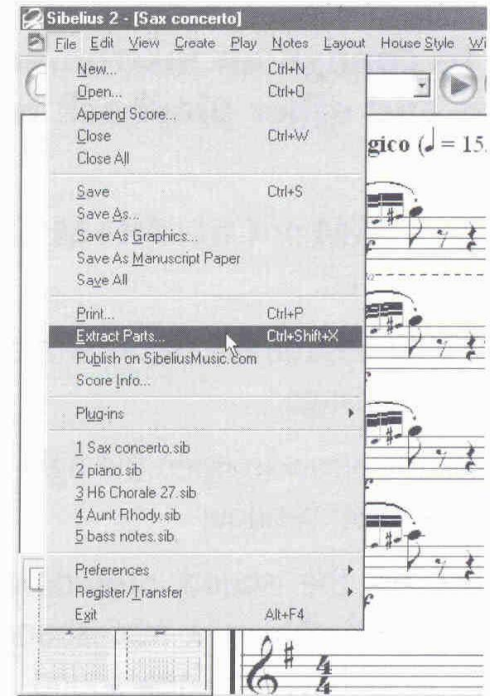 Sibelius 2 - [Sax concerto]
File Edit View Create Play Notes Layout House Style
New... Ctrl+N
Open... Ctrl+O
Append Score...
Close Ctrl+W
Close All
gico (♩ = 15
Save Ctrl+S
Save As...
Save As Graphics...
Save As Manuscript Paper
Save All
Print... Ctrl+P
Extract Parts... Ctrl+Shift+X
Publish on SibeliusMusic.com
Score Info...
Plug-ins
1 Sax concerto.sib
2 piano.sib
3 H6 Chorale 27.sib
4 Aunt Rhody.sib
5 bass notes.sib
Preferences
Register/Transfer
Exit Alt+F4
4
4